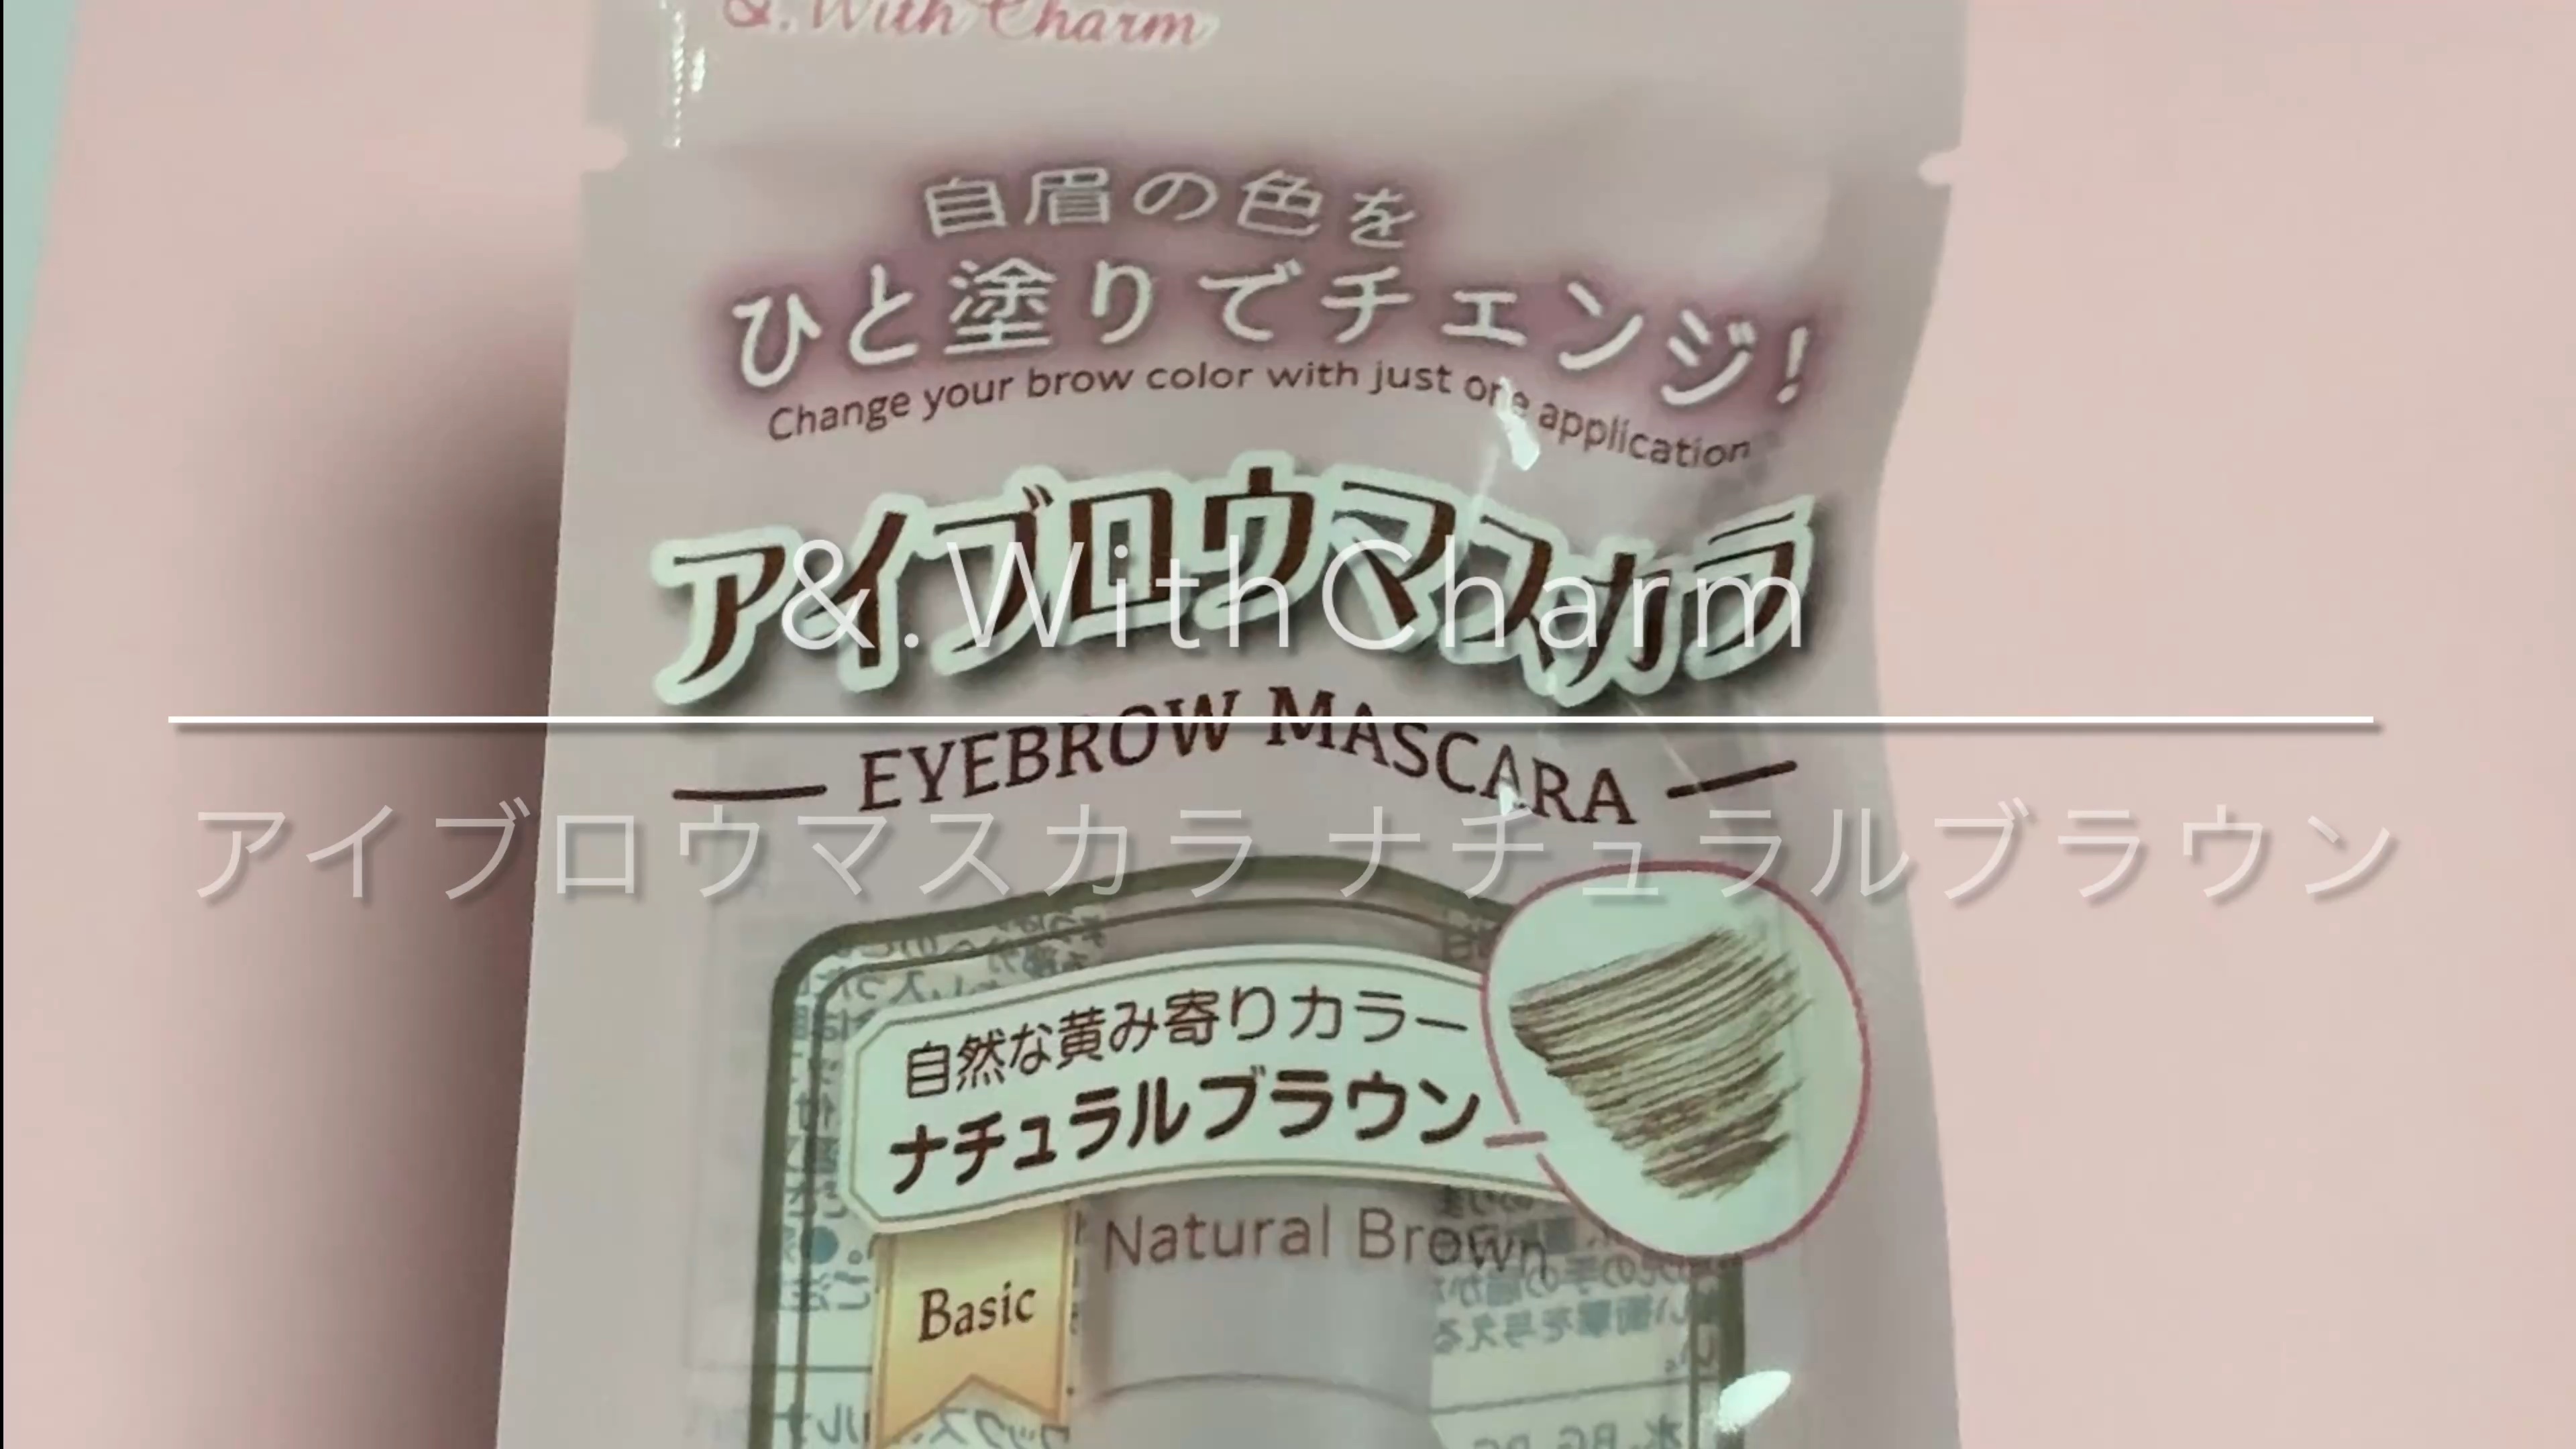 &.With Charm
自眉の色を
ひと塗りでチェンジ!
Change your brow color with just one application
アイブロウマスカラ
&.WithCharm
EYEBROW MASCARA
アイブロウマスカラ ナチュラルブラウン
自然な黄み寄りカラー
ナチュラルブラウン
Natural Brown
Basic